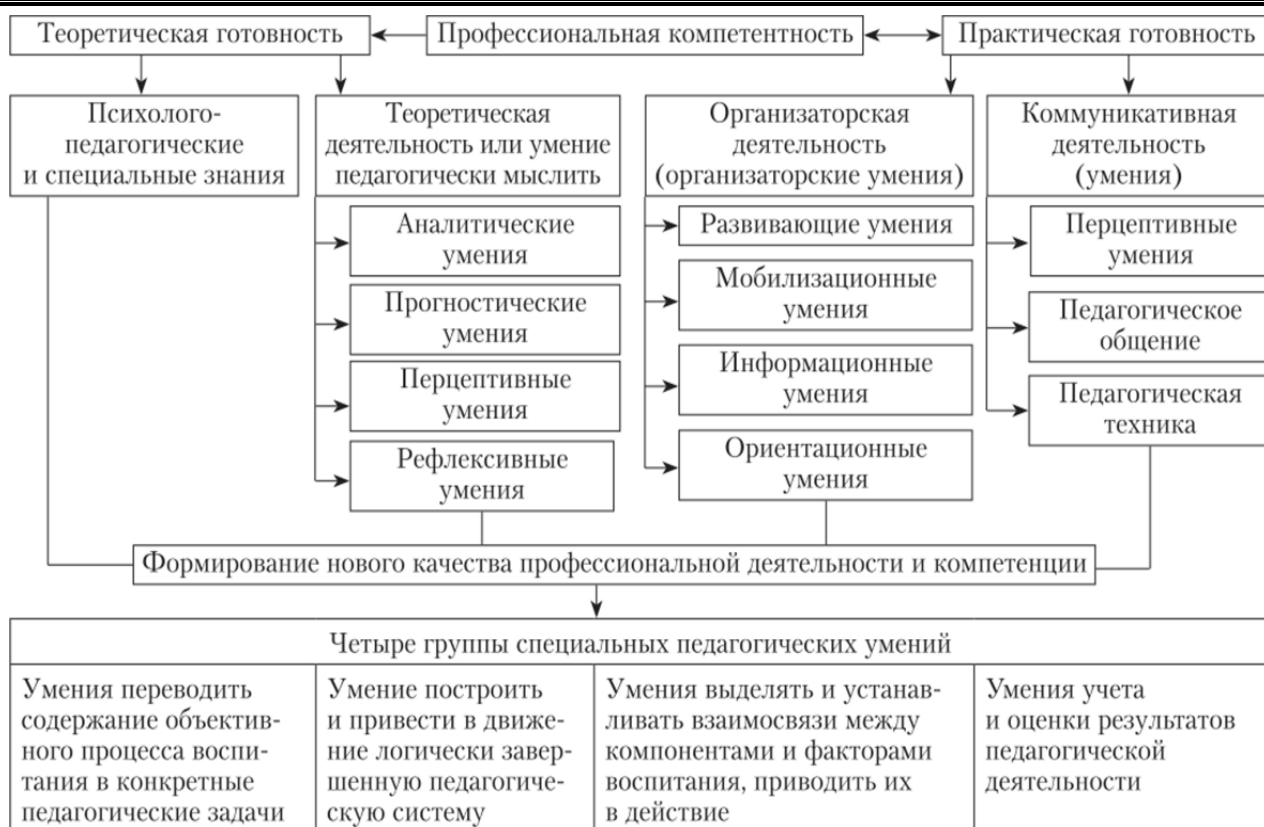 Теоретическая готовность
Профессиональная компетентность
Практическая готовность
Психолого-
педагогические
и специальные знания
Теоретическая
деятельность или умение
педагогически мыслить
Организаторская
деятельность
(организаторские умения)
Коммуникативная
деятельность
(умения)
Аналитические
умения
Прогностические
умения
Перцептивные
умения
Рефлексивные
умения
Развивающие умения
Мобилизационные
умения
Информационные
умения
Ориентационные
умения
Перцептивные
умения
Педагогическое
общение
Педагогическая
техника
Формирование нового качества профессиональной деятельности и компетенции
Четыре группы специальных педагогических умений
Умения переводить
содержание объектив-
ного процесса воспи-
тания в конкретные
педагогические задачи
Умение построить
и привести в движе-
ние логически завер-
шенную педагогиче-
скую систему
Умения выделять и устанав-
ливать взаимосвязи между
компонентами и факторами
воспитания, приводить их
в действие
Умения учета
и оценки результатов
педагогической
деятельности